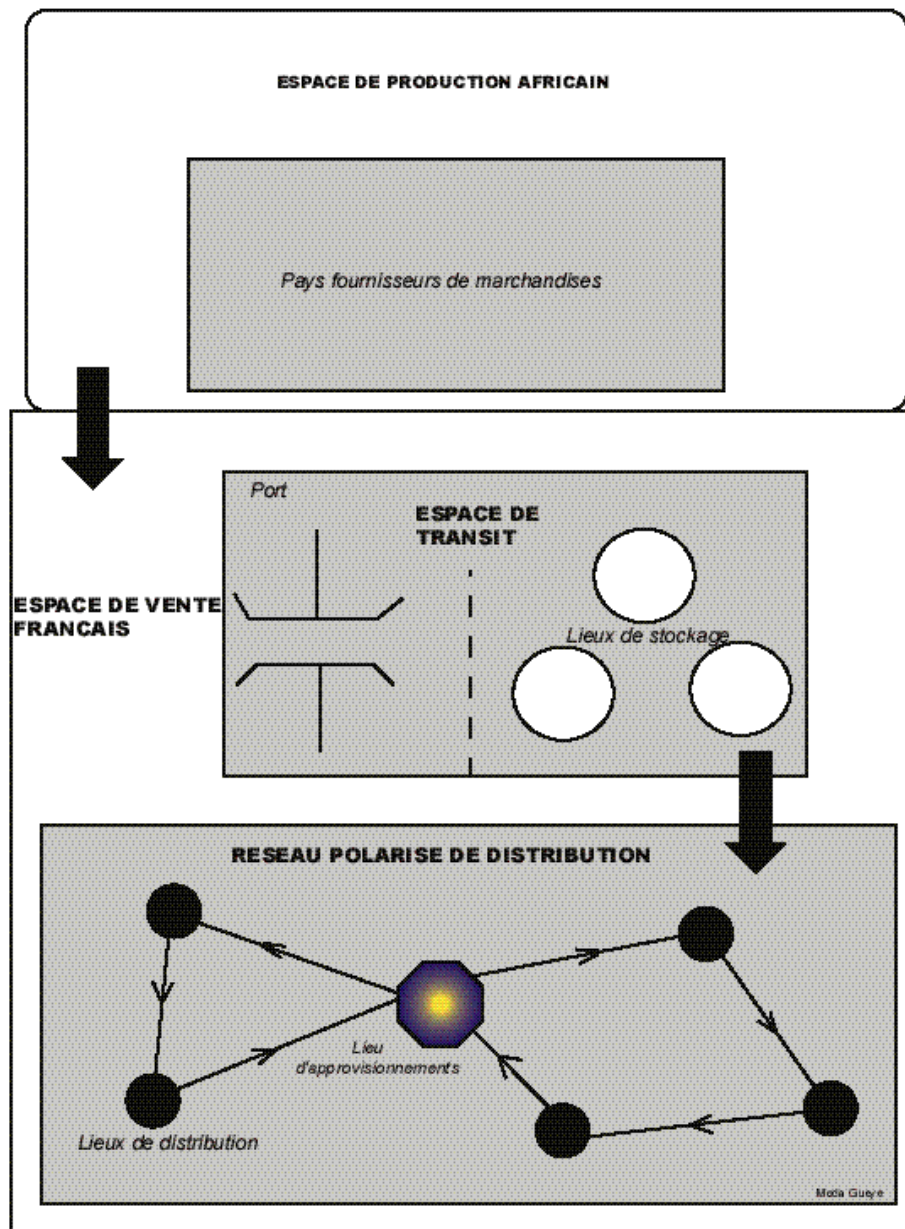 ESPACE DE PRODUCTION AFRICAIN
Pays fournisseurs de marchandises
Port
ESPACE DE
TRANSIT
ESPACE DE VENTE
FRANCAIS
Lieux de stockage
RESEAU POLARISE DE DISTRIBUTION
Lieu
d'approvisionnements
Lieux de distribution
Moda Gueye